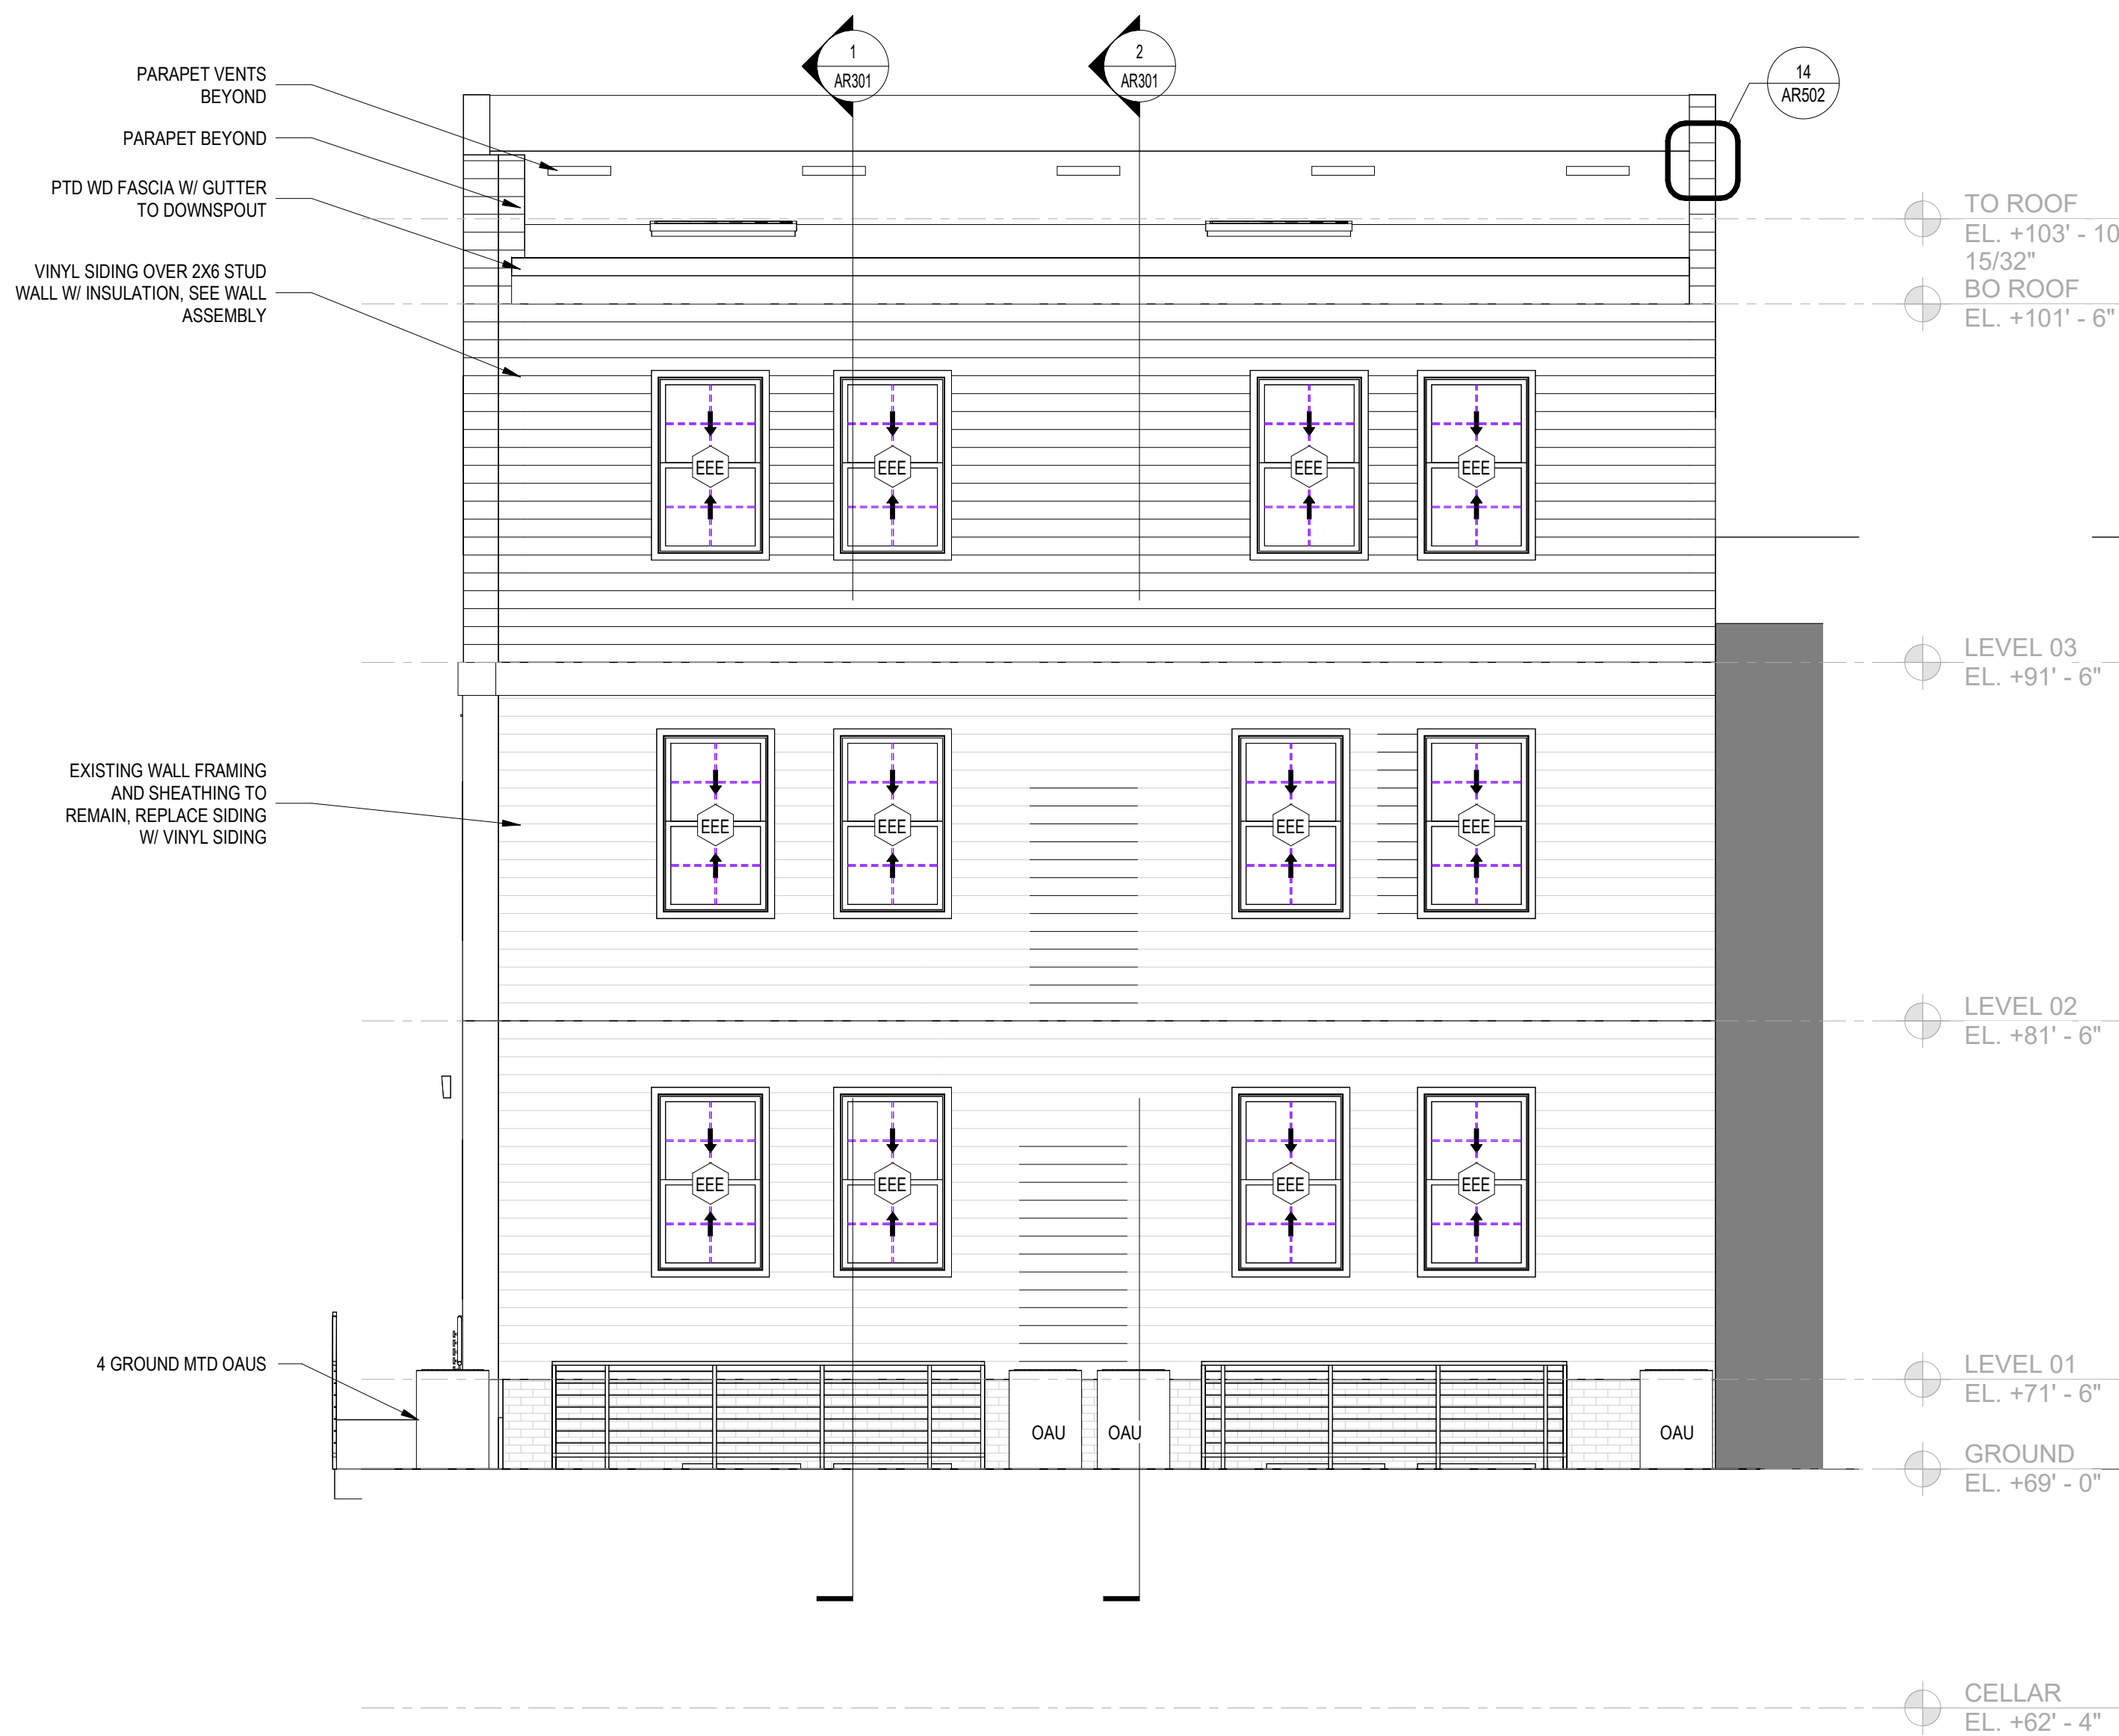 1
AR301
2
AR301
14
AR502
PARAPET VENTS
BEYOND
PARAPET BEYOND
PTD WD FASCIA W/ GUTTER
TO DOWNSPOUT
VINYL SIDING OVER 2X6 STUD
WALL W/ INSULATION, SEE WALL
ASSEMBLY
TO ROOF
EL. +103' - 10
15/32"
BO ROOF
EL. +101' - 6"
EEE
EEE
EEE
EEE
LEVEL 03
EL. +91' - 6"
EXISTING WALL FRAMING
AND SHEATHING TO
REMAIN, REPLACE SIDING
W/ VINYL SIDING
EEE
EEE
EEE
EEE
LEVEL 02
EL. +81' - 6"
EEE
EEE
EEE
EEE
4 GROUND MTD OAUS
LEVEL 01
EL. +71' - 6"
OAU
OAU
OAU
GROUND
EL. +69' - 0"
CELLAR
EL. +62' - 4"